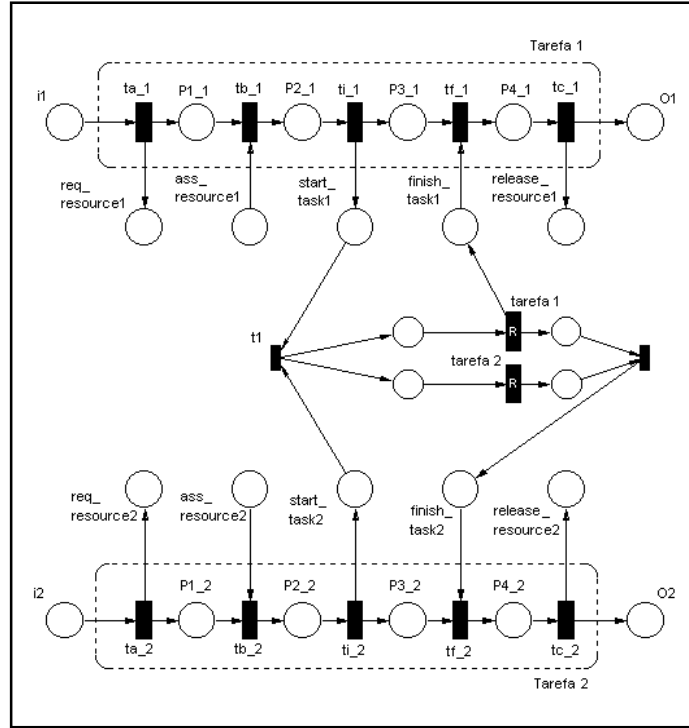 Tarefa 1
i1
ta_1
P1_1
tb_1
P2_1
ti_1
P3_1
tf_1
P4_1
tc_1
O1
req_
resource1
ass_
resource1
start_
task1
finish_
task1
release_
resource1
tarefa 1
R
t1
tarefa 2
R
req_
resource2
ass_
resource2
start_
task2
finish_
task2
release_
resource2
i2
P1_2
P2_2
P3_2
P4_2
O2
ta_2
tb_2
ti_2
tf_2
tc_2
Tarefa 2